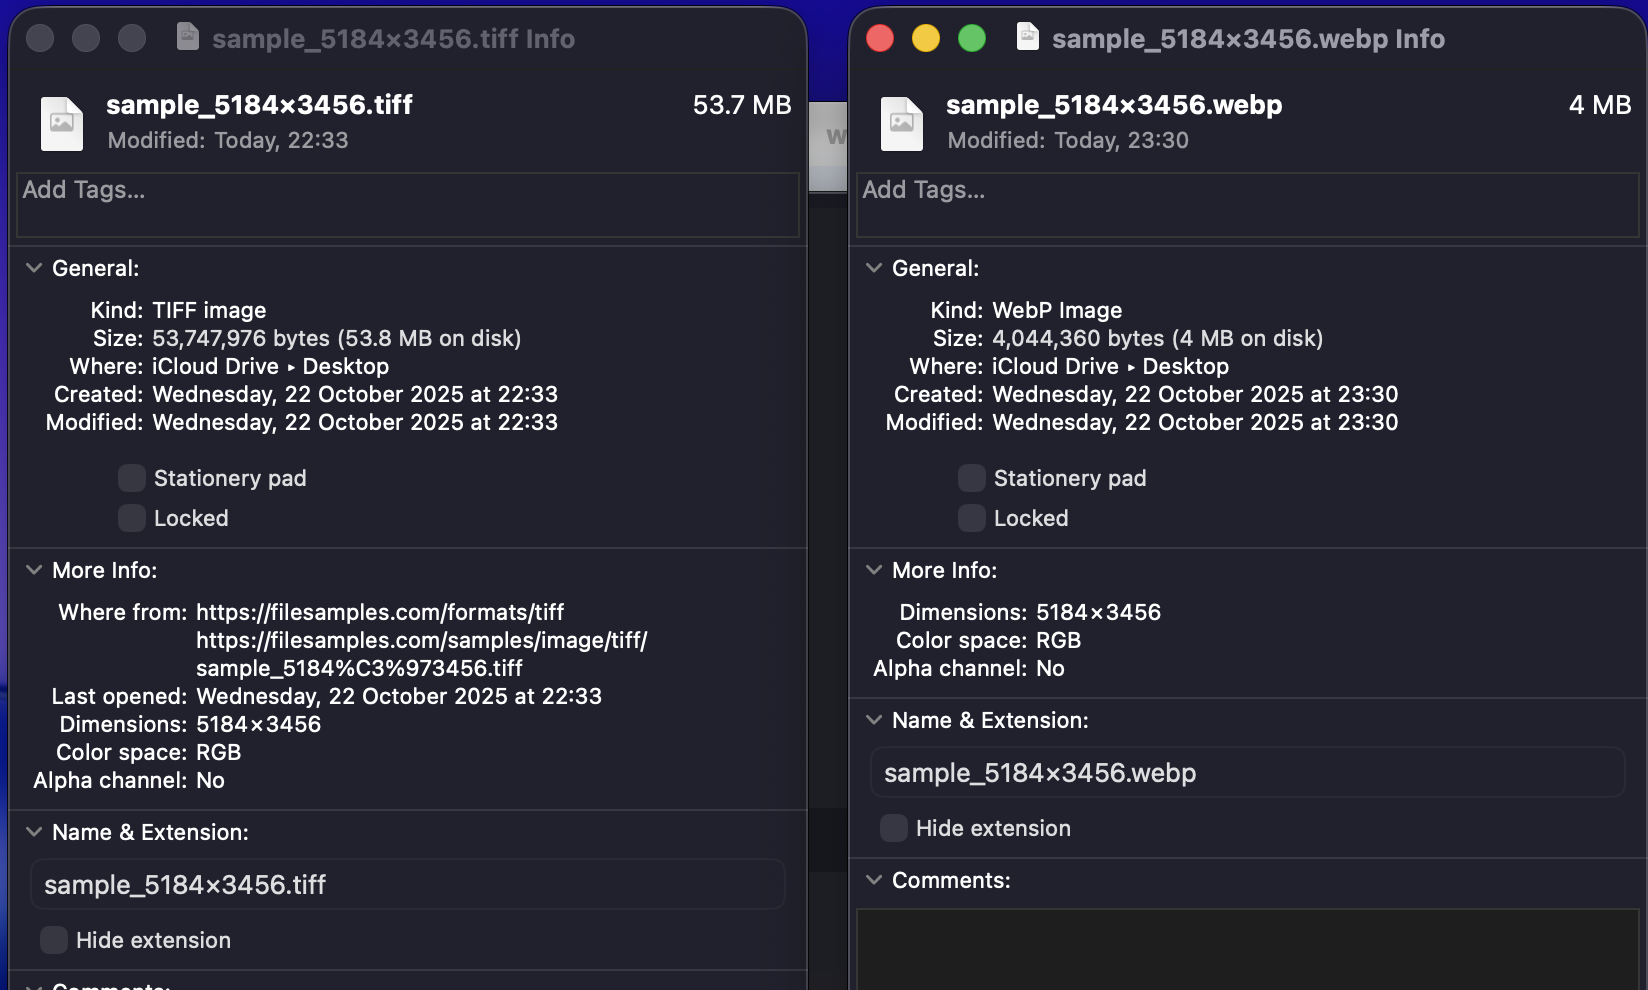 sample_5184×3456.tiff Info
sample_5184×3456.tiff
53.7 MB
Modified: Today, 22:33
Add Tags...
General:
Kind: TIFF image
Size: 53,747,976 bytes (53.8 MB on disk)
Where: iCloud Drive ▸ Desktop
Created: Wednesday, 22 October 2025 at 22:33
Modified: Wednesday, 22 October 2025 at 22:33
Stationery pad
Locked
More Info:
Where from: https://filesamples.com/formats/tiff
https://filesamples.com/samples/image/tiff/
sample_5184%C3%973456.tiff
Last opened: Wednesday, 22 October 2025 at 22:33
Dimensions: 5184×3456
Color space: RGB
Alpha channel: No
Name & Extension:
sample_5184×3456.tiff
Hide extension
Comments:
sample_5184×3456.webp Info
sample_5184×3456.webp
4 MB
Modified: Today, 23:30
Add Tags...
General:
Kind: WebP Image
Size: 4,044,360 bytes (4 MB on disk)
Where: iCloud Drive ▸ Desktop
Created: Wednesday, 22 October 2025 at 23:30
Modified: Wednesday, 22 October 2025 at 23:30
Stationery pad
Locked
More Info:
Dimensions: 5184×3456
Color space: RGB
Alpha channel: No
Name & Extension:
sample_5184×3456.webp
Hide extension
Comments: